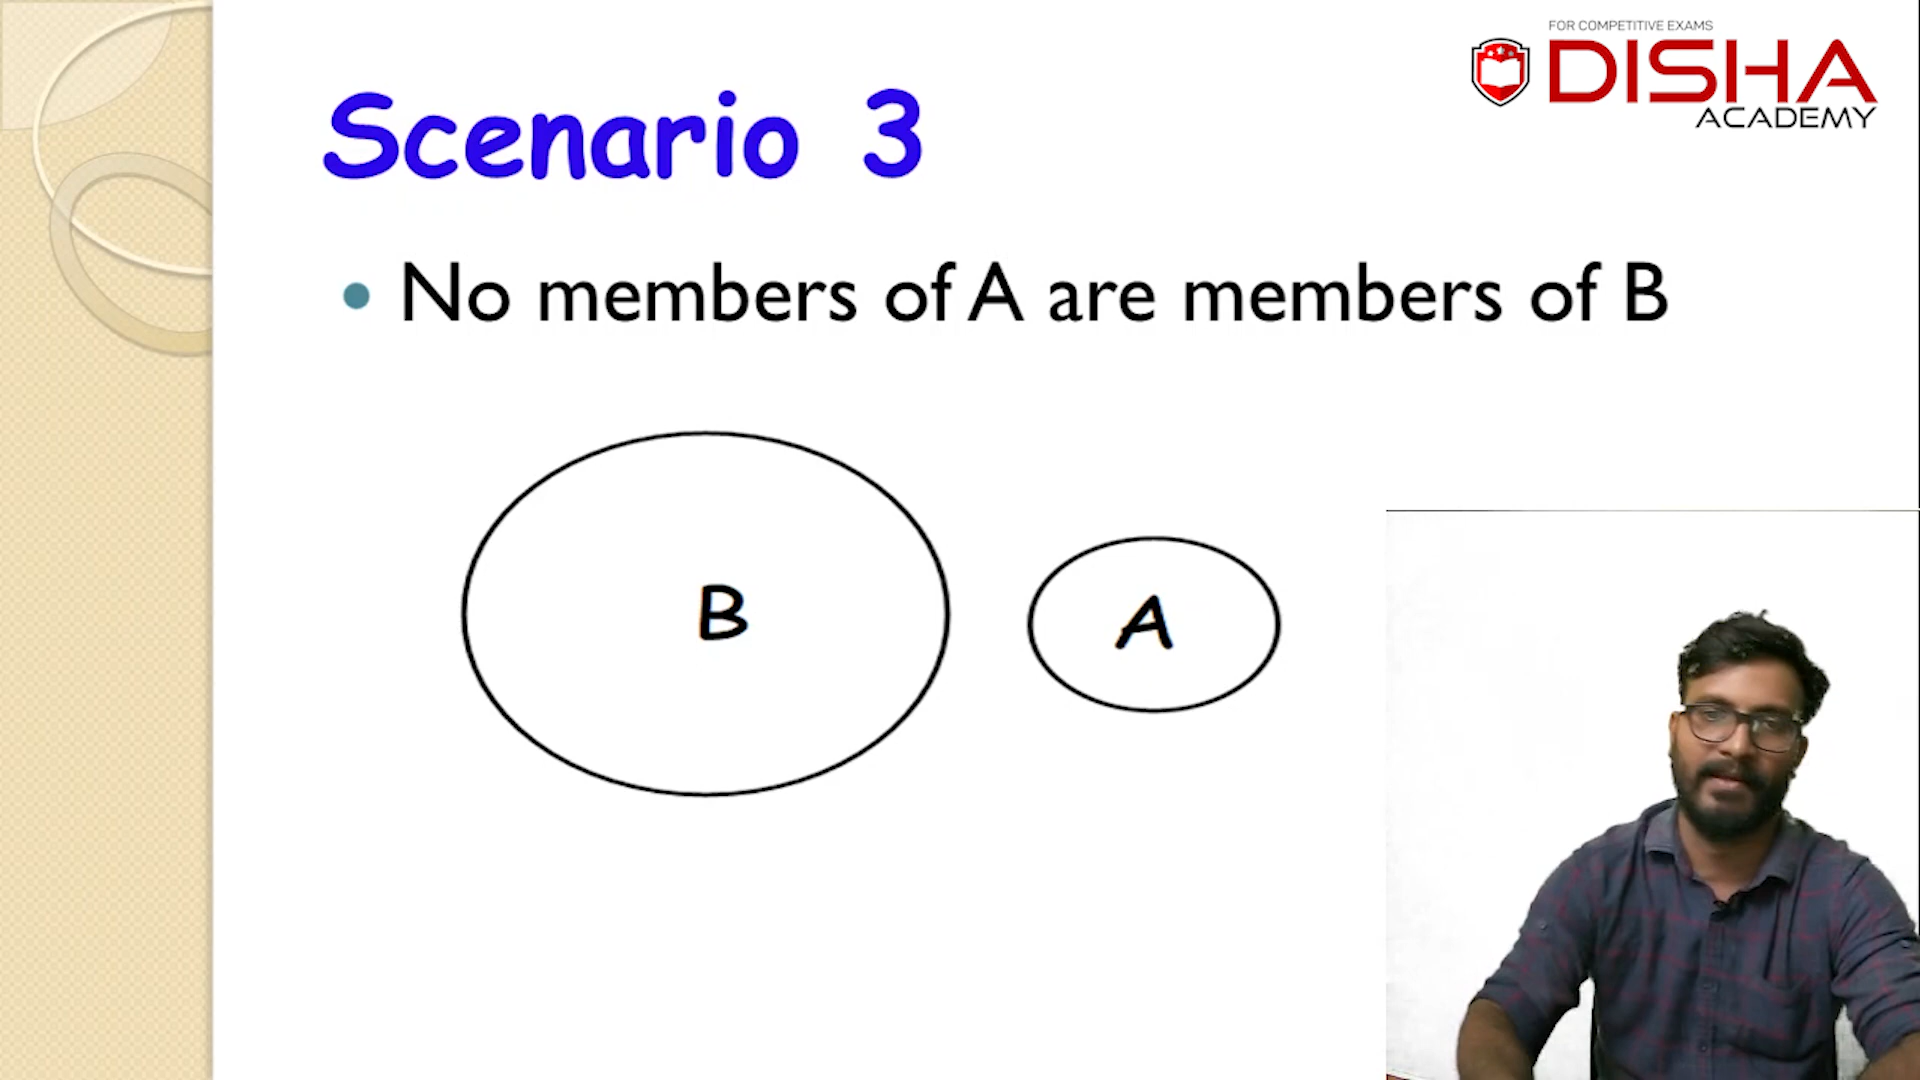 FOR COMPETITIVE EXAMS
DISHA
ACADEMY
Scenario 3
• No members of A are members of B
B
A